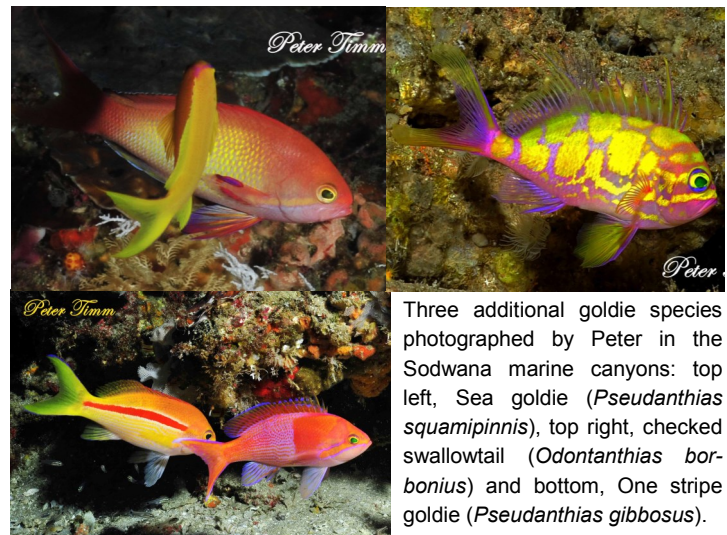 Peter Timm
Peter
Peter Timm
Three additional goldie species
photographed by Peter in the
Sodwana marine canyons: top
left, Sea goldie (Pseudanthias
squamipinnis), top right, checked
swallowtail (Odontanthias bor-
bonius) and bottom, One stripe
goldie (Pseudanthias gibbosus).